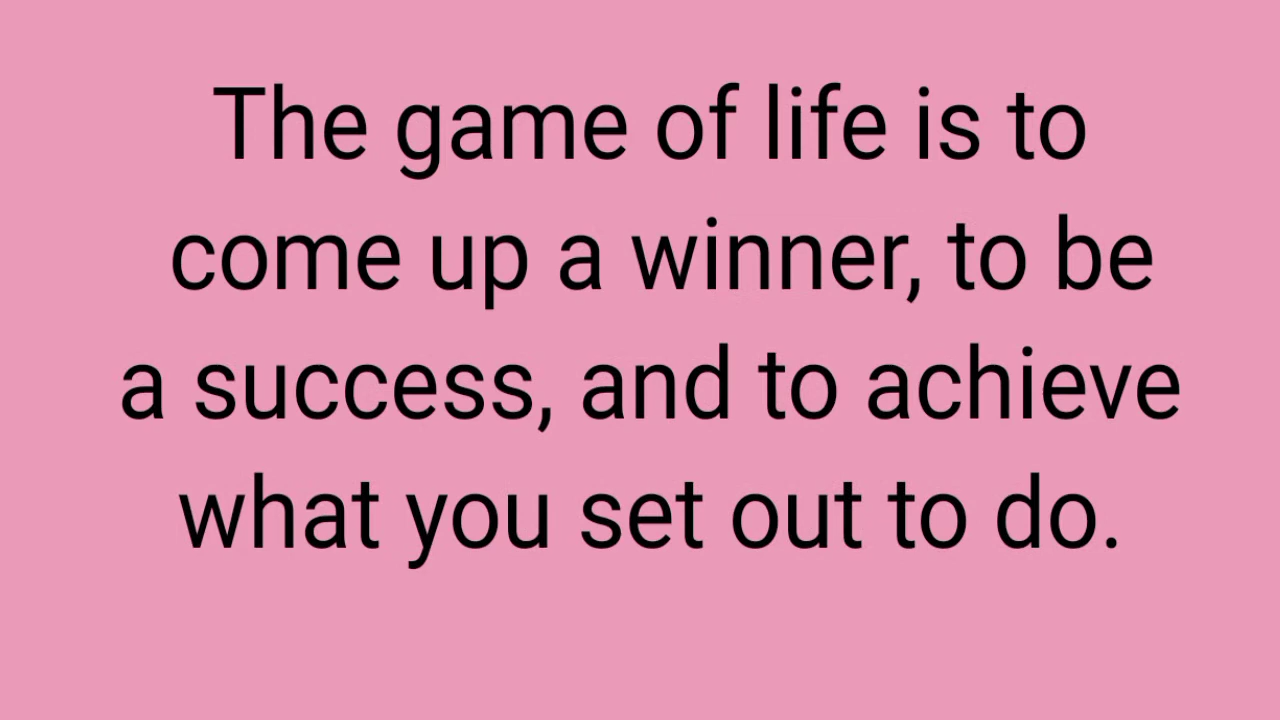 The game of life is to
come up a winner, to be
a success, and to achieve
what you set out to do.